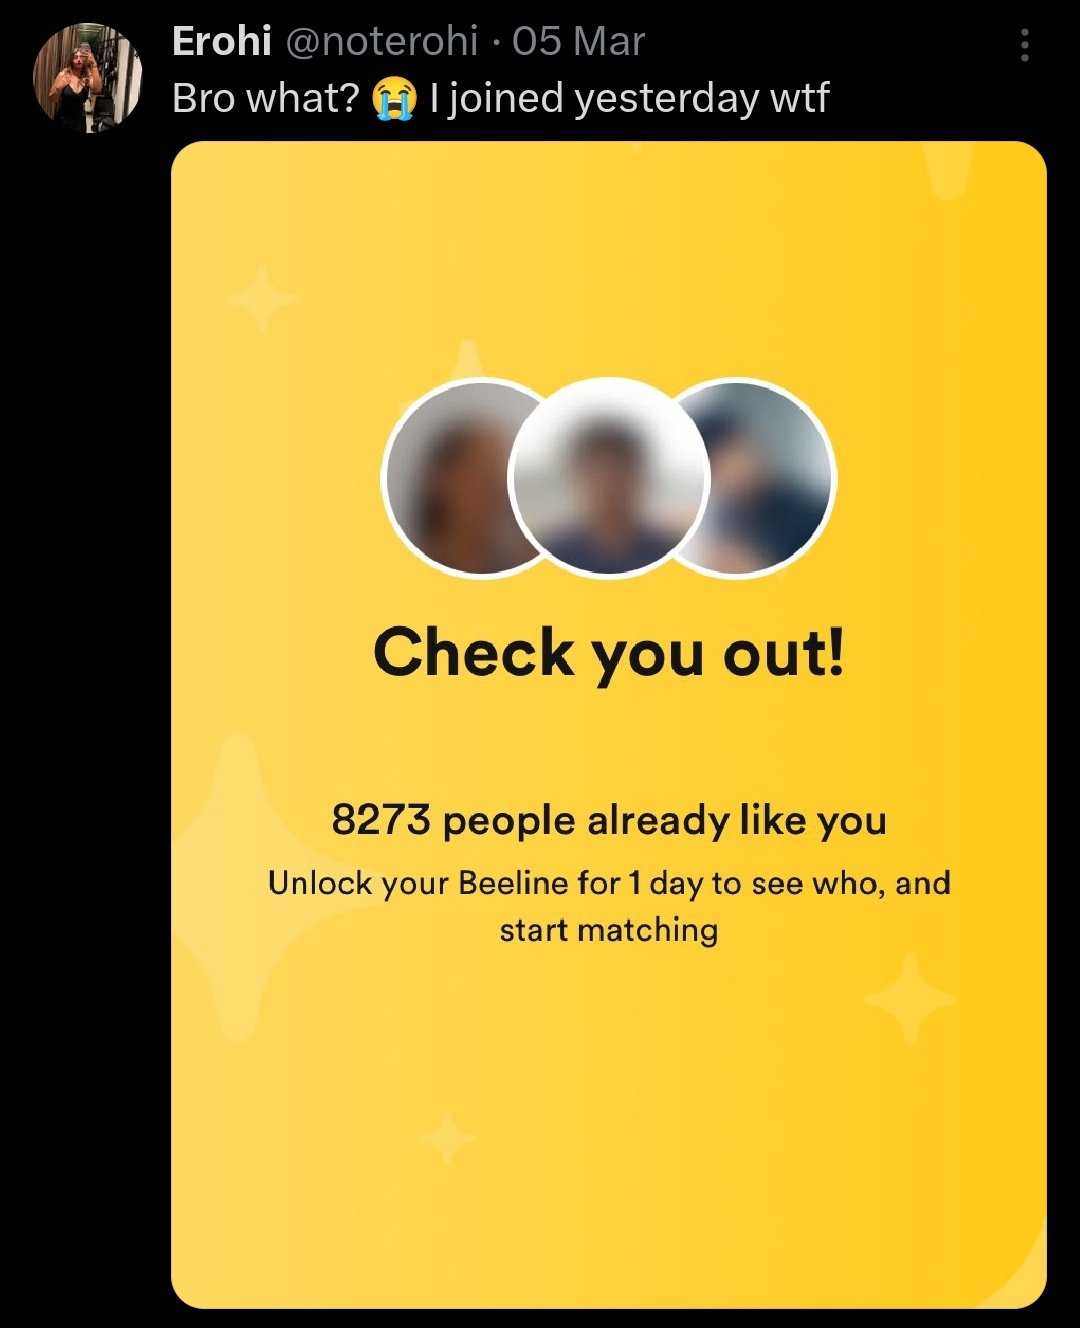 Erohi @noterohi · 05 Mar
Bro what? 😭 I joined yesterday wtf
Check you out!
8273 people already like you
Unlock your Beeline for 1 day to see who, and
start matching